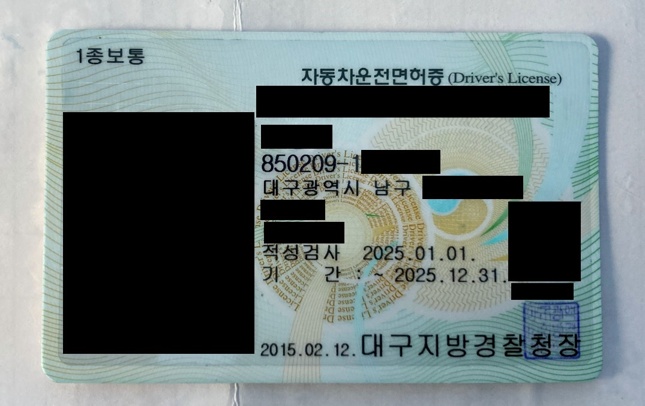 1종보통
자동차운전면허증 (Driver's License)
850209-1
대구광역시 남구
적성검사 2025.01.01.
기 간 : ~ 2025.12.31.
2015.02.12. 대구지방경찰청장